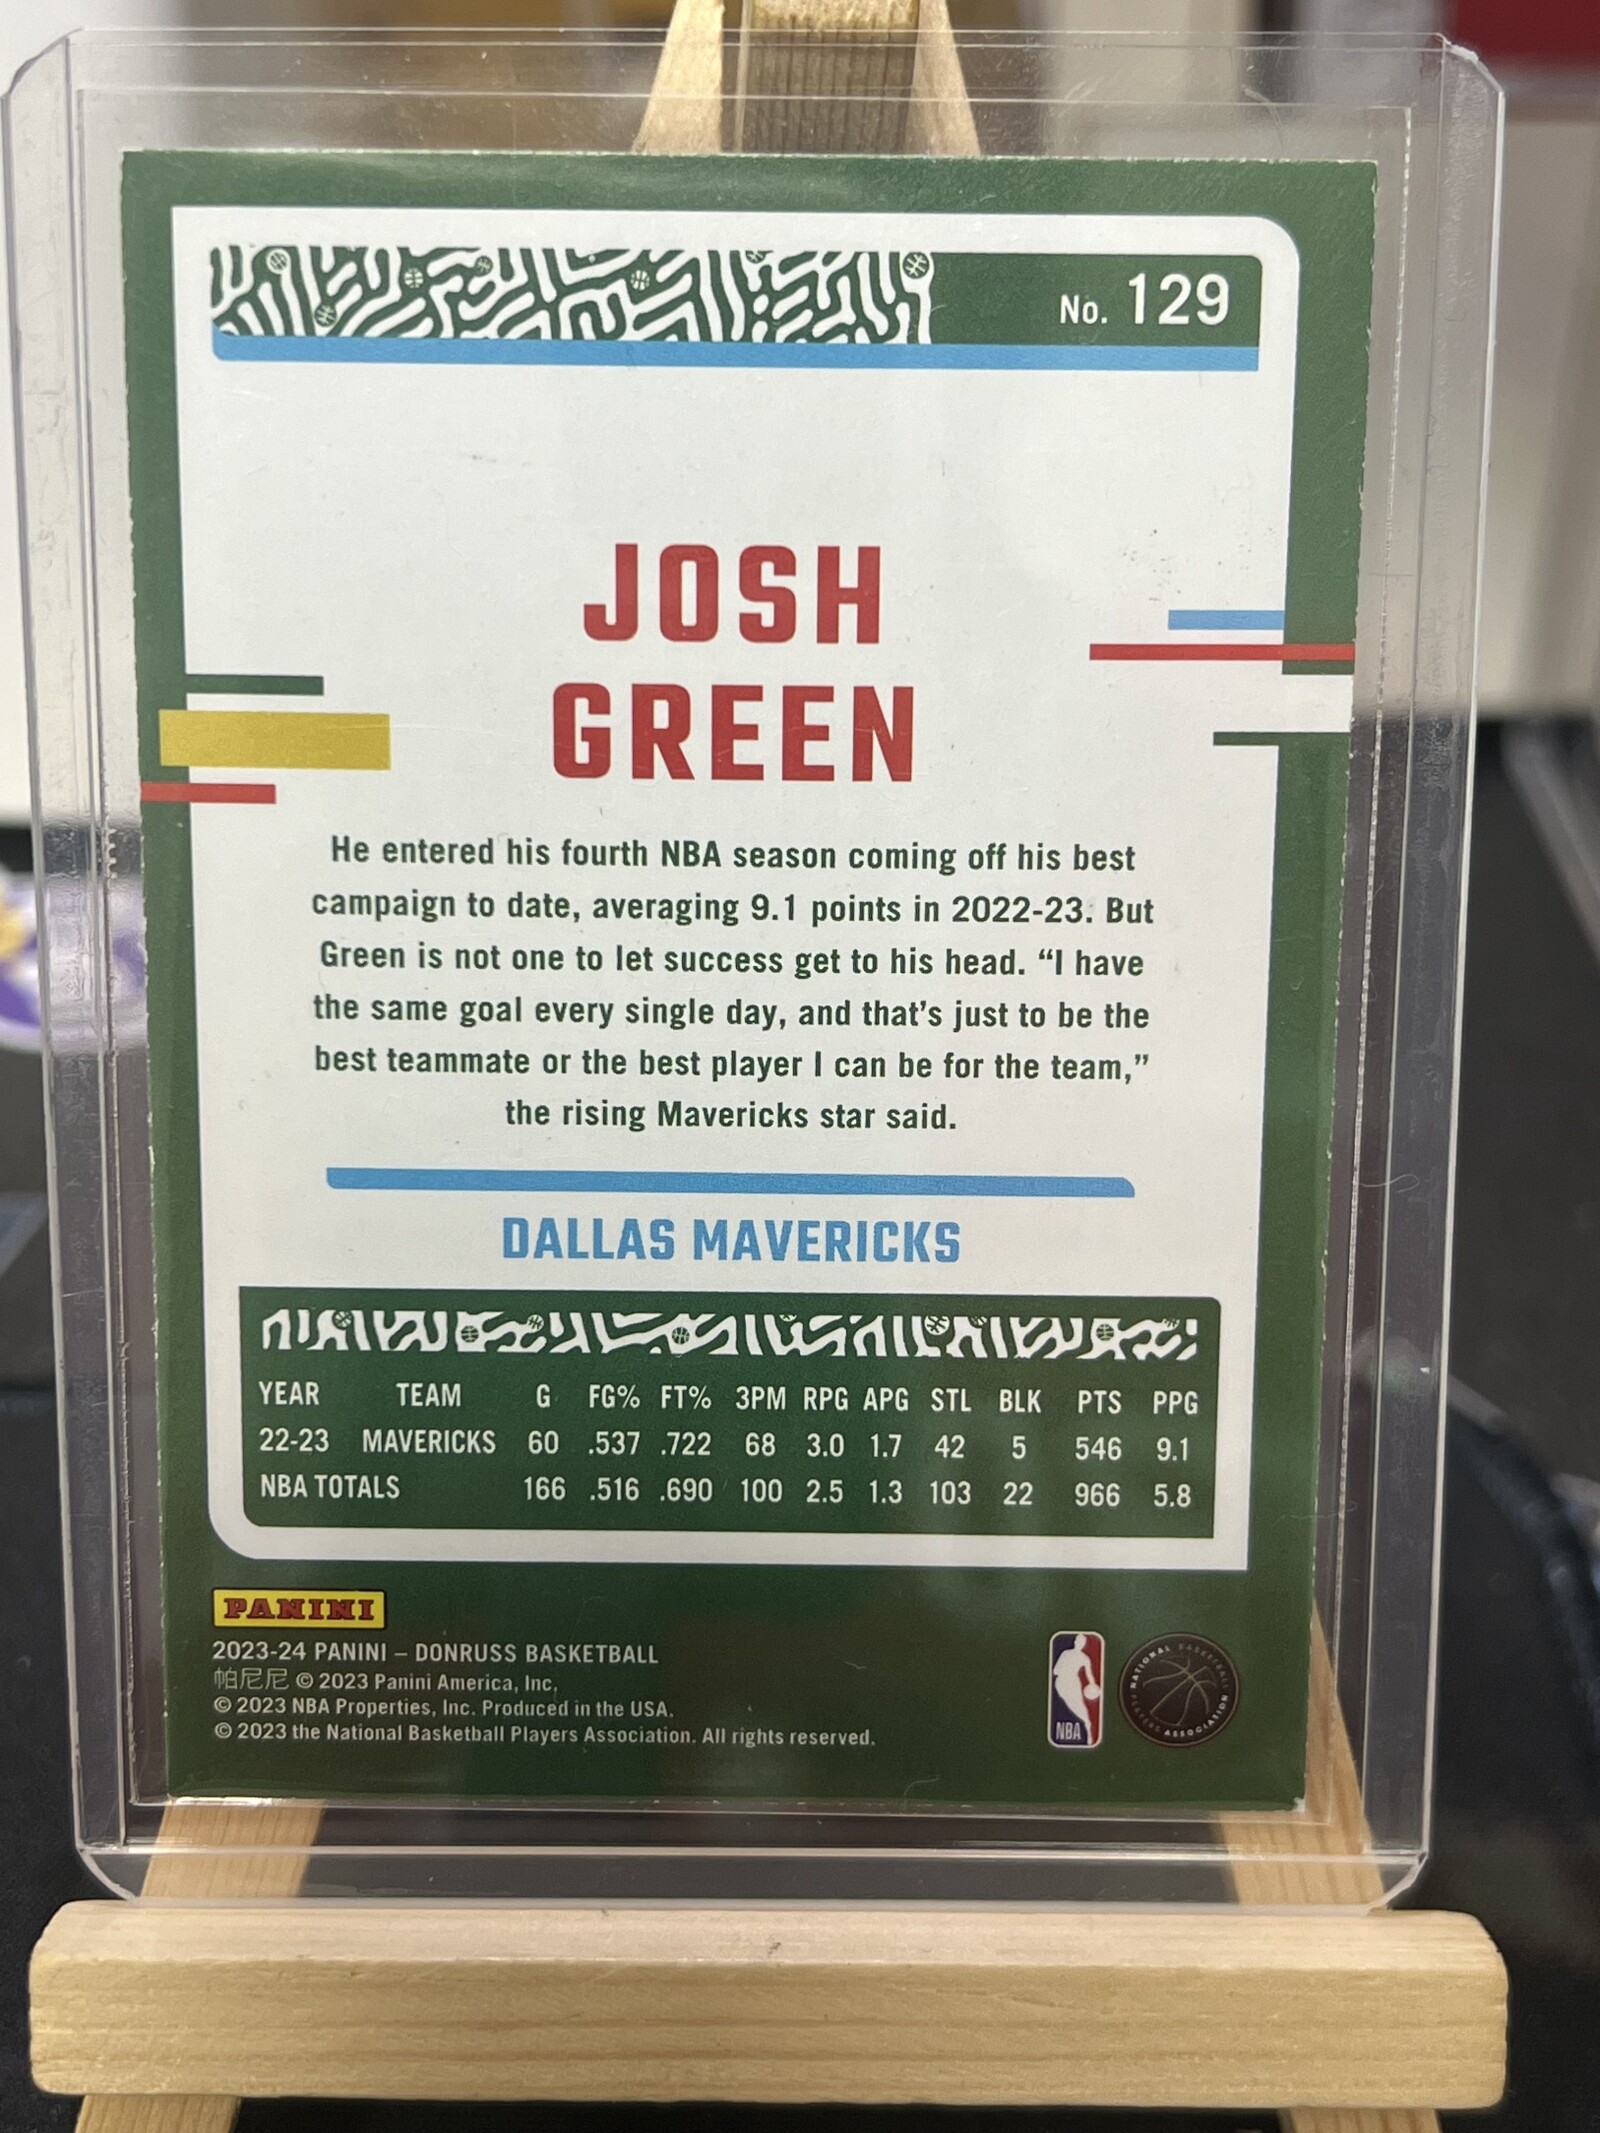 No. 129
JOSH
GREEN
He entered his fourth NBA season coming off his best
campaign to date, averaging 9.1 points in 2022-23. But
Green is not one to let success get to his head. “I have
the same goal every single day, and that’s just to be the
best teammate or the best player I can be for the team,”
the rising Mavericks star said.
DALLAS MAVERICKS
YEAR TEAM G FG% FT% 3PM RPG APG STL BLK PTS PPG
22-23 MAVERICKS 60 .537 .722 68 3.0 1.7 42 5 546 9.1
NBA TOTALS 166 .516 .690 100 2.5 1.3 103 22 966 5.8
PANINI
2023-24 PANINI – DONRUSS BASKETBALL
帕尼尼 © 2023 Panini America, Inc.
© 2023 NBA Properties, Inc. Produced in the USA.
© 2023 the National Basketball Players Association. All rights reserved.
NBA
NATIONAL BASKETBALL PLAYERS ASSOCIATION